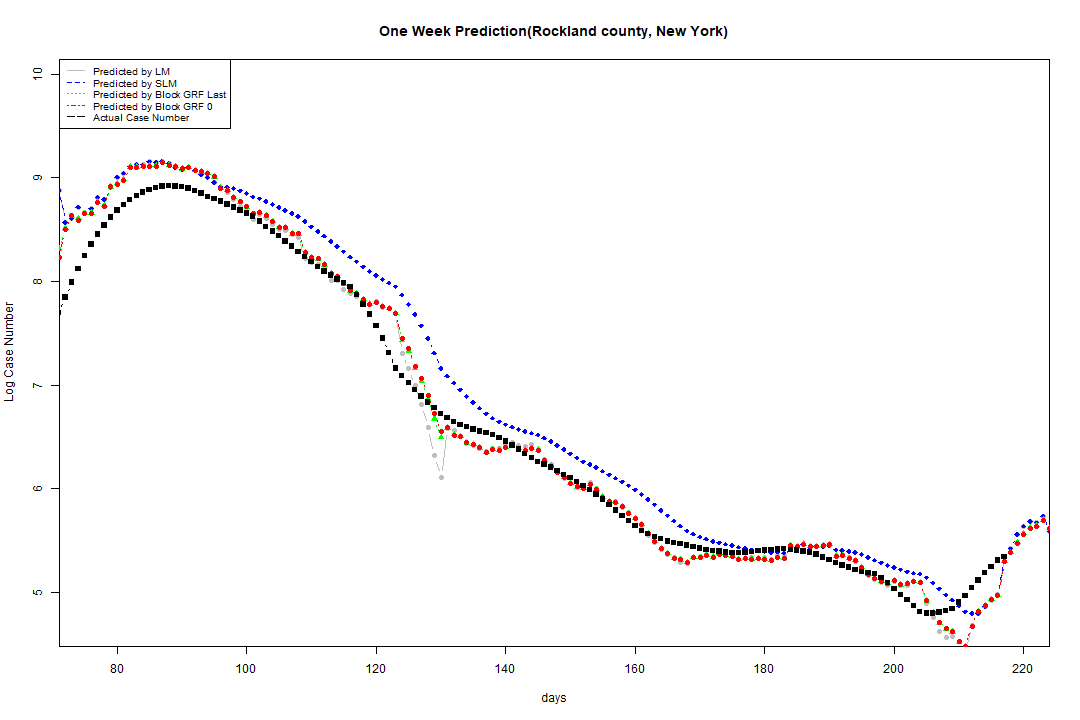 One Week Prediction(Rockland county, New York)
Predicted by LM
Predicted by SLM
Predicted by Block GRF Last
Predicted by Block GRF 0
Actual Case Number
10
9
8
7
6
5
Log Case Number
80 100 120 140 160 180 200 220
days